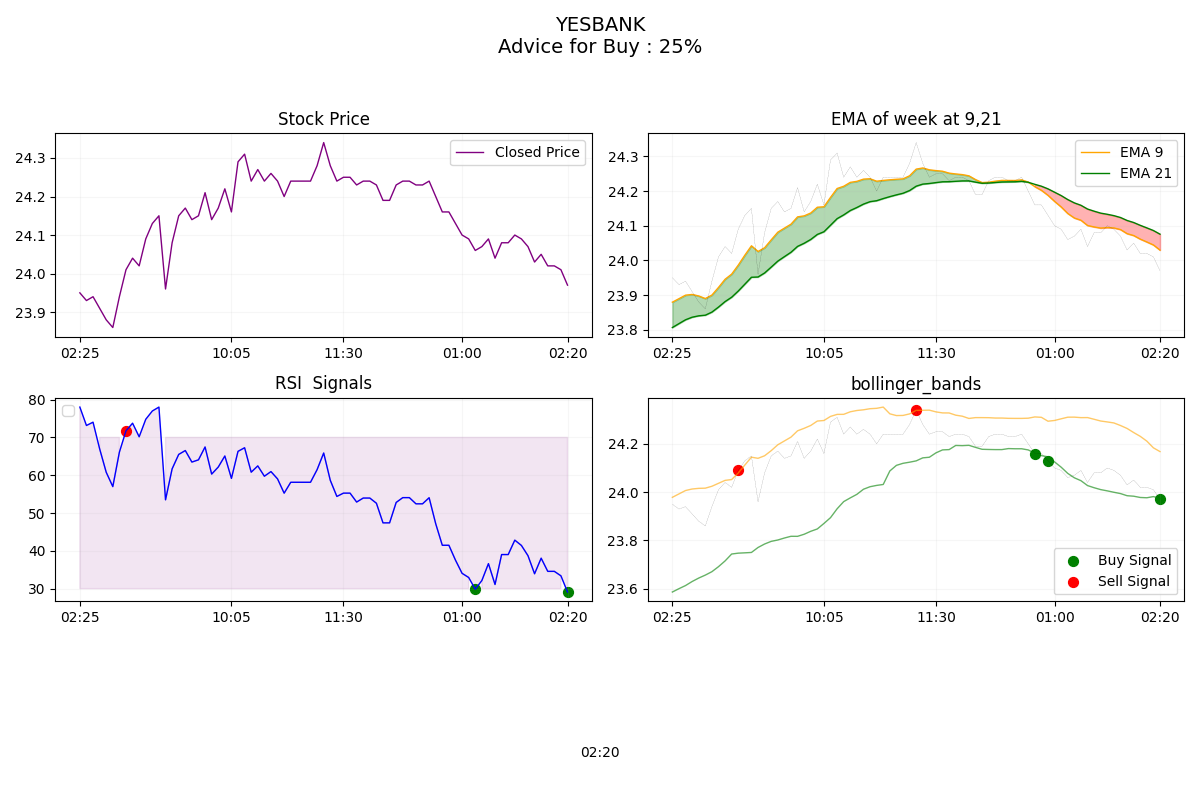 YESBANK
Advice for Buy : 25%
Stock Price
Closed Price
24.3
24.2
24.1
24.0
23.9
02:25 10:05 11:30 01:00 02:20
EMA of week at 9,21
EMA 9
EMA 21
24.3
24.2
24.1
24.0
23.9
23.8
02:25 10:05 11:30 01:00 02:20
RSI  Signals
80
70
60
50
40
30
02:25 10:05 11:30 01:00 02:20
bollinger_bands
24.2
24.0
23.8
23.6
Buy Signal
Sell Signal
02:25 10:05 11:30 01:00 02:20
02:20